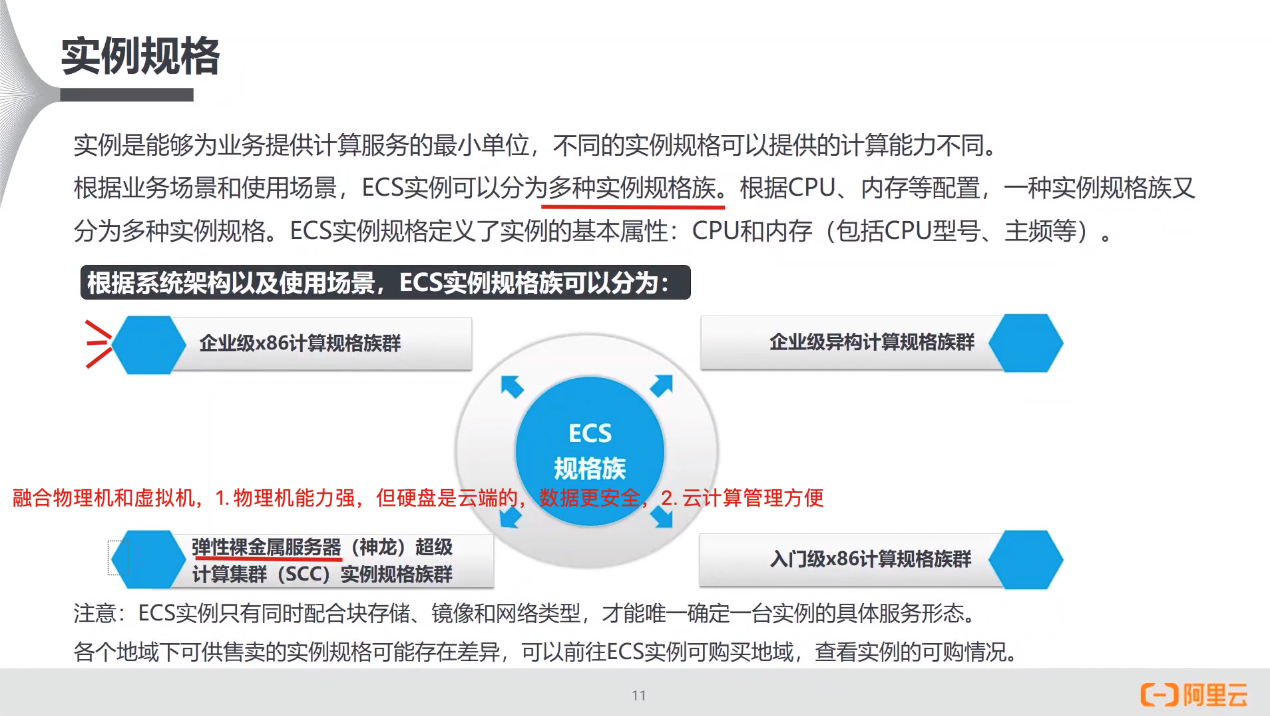 实例规格
实例是能够为业务提供计算服务的最小单位，不同的实例规格可以提供的计算能力不同。
根据业务场景和使用场景，ECS实例可以分为多种实例规格族。根据CPU、内存等配置，一种实例规格族又
分为多种实例规格。ECS实例规格定义了实例的基本属性：CPU和内存（包括CPU型号、主频等）。
根据系统架构以及使用场景，ECS实例规格族可以分为：
企业级x86计算规格族群
企业级异构计算规格族群
ECS
规格族
融合物理机和虚拟机，1.物理机能力强，但硬盘是云端的，数据更安全，2.云计算管理方便
弹性裸金属服务器（神龙）超级
计算集群（SCC）实例规格族群
入门级x86计算规格族群
注意：ECS实例只有同时配合块存储、镜像和网络类型，才能唯一确定一台实例的具体服务形态。
各个地域下可供售卖的实例规格可能存在差异，可以前往ECS实例可购买地域，查看实例的可购情况。
11
阿里云